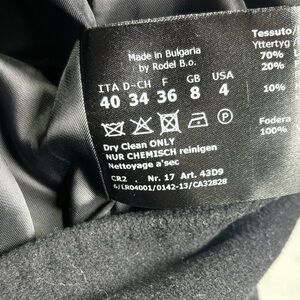 Made in Bulgaria
by Rodel B.o.
ITA D-CH F GB USA
40 34 36 8 4
Dry Clean ONLY
NUR CHEMISCH reinigen
Nettoyage a'sec
CR2. Nr. 17 Art. 43D9
S/LR04001/0142-13/CA32828
Tessuto/
Yttertyg
70%
20%
10%
Fodera
100%